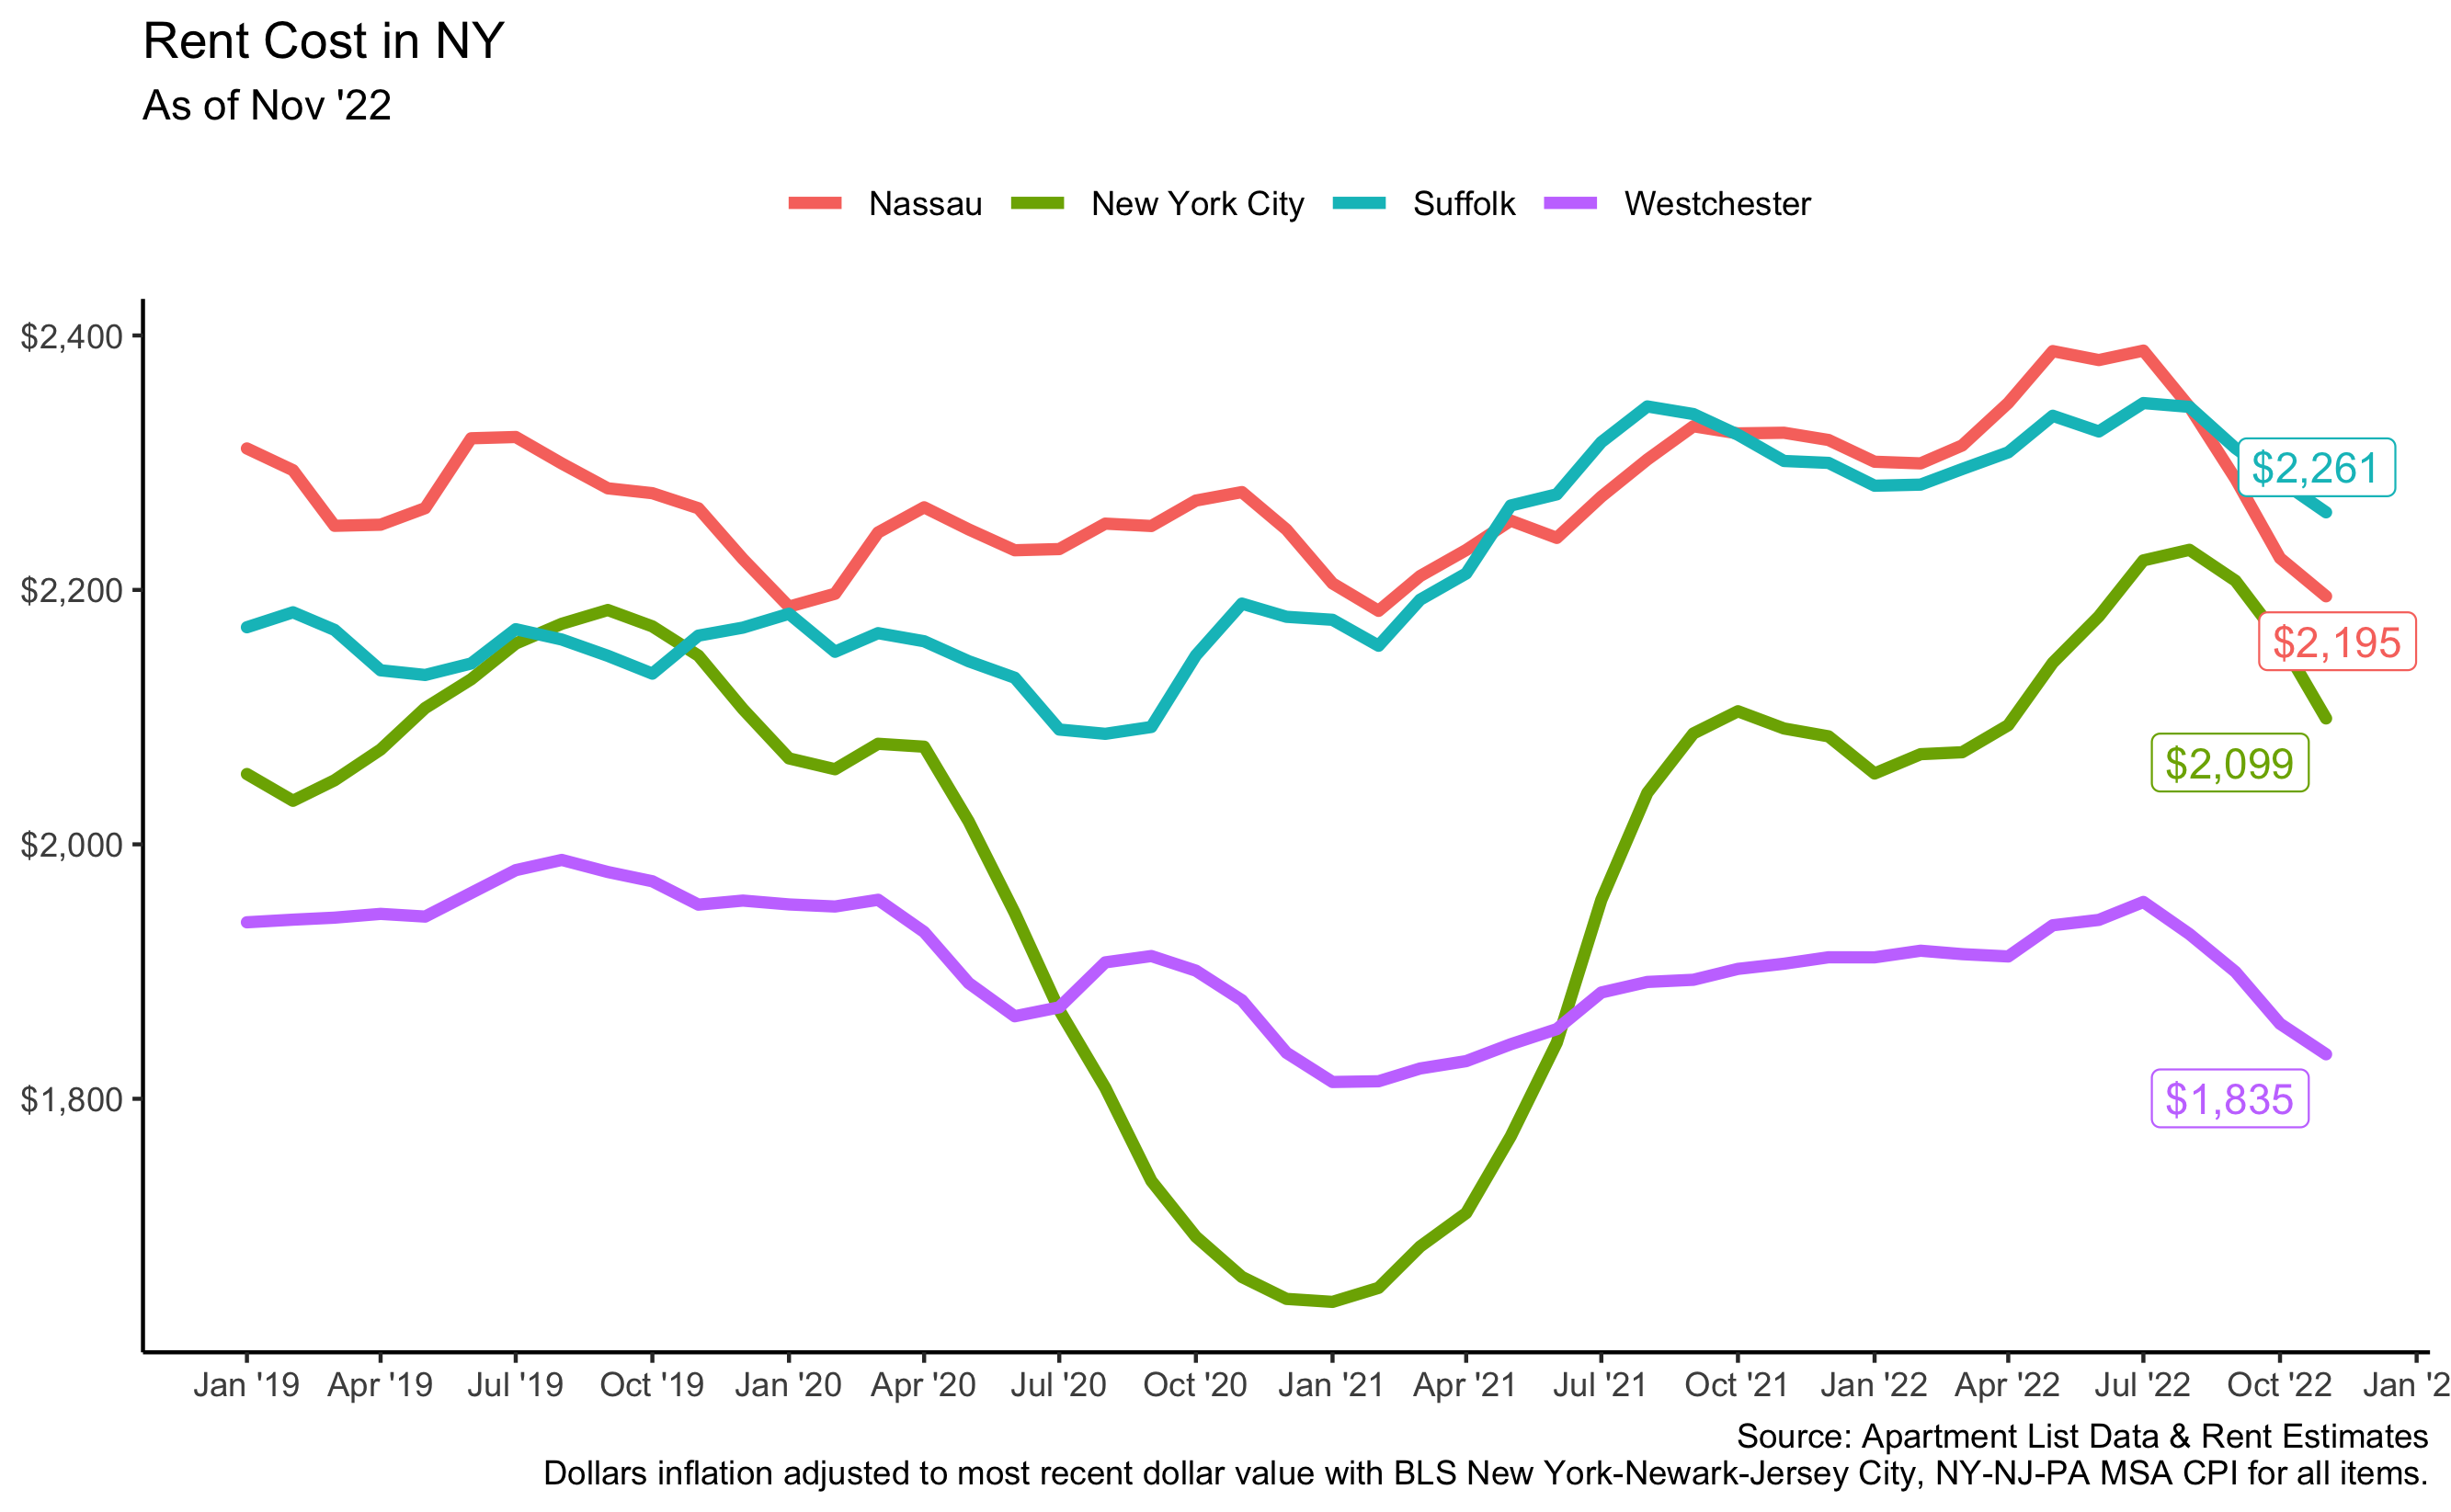 Rent Cost in NY
As of Nov '22
Nassau New York City Suffolk Westchester
$2,400
$2,261
$2,200
$2,195
$2,099
$2,000
$1,835
$1,800
Jan '19 Apr '19 Jul '19 Oct '19 Jan '20 Apr '20 Jul '20 Oct '20 Jan '21 Apr '21 Jul '21 Oct '21 Jan '22 Apr '22 Jul '22 Oct '22 Jan '2
Source: Apartment List Data & Rent Estimates
Dollars inflation adjusted to most recent dollar value with BLS New York-Newark-Jersey City, NY-NJ-PA MSA CPI for all items.